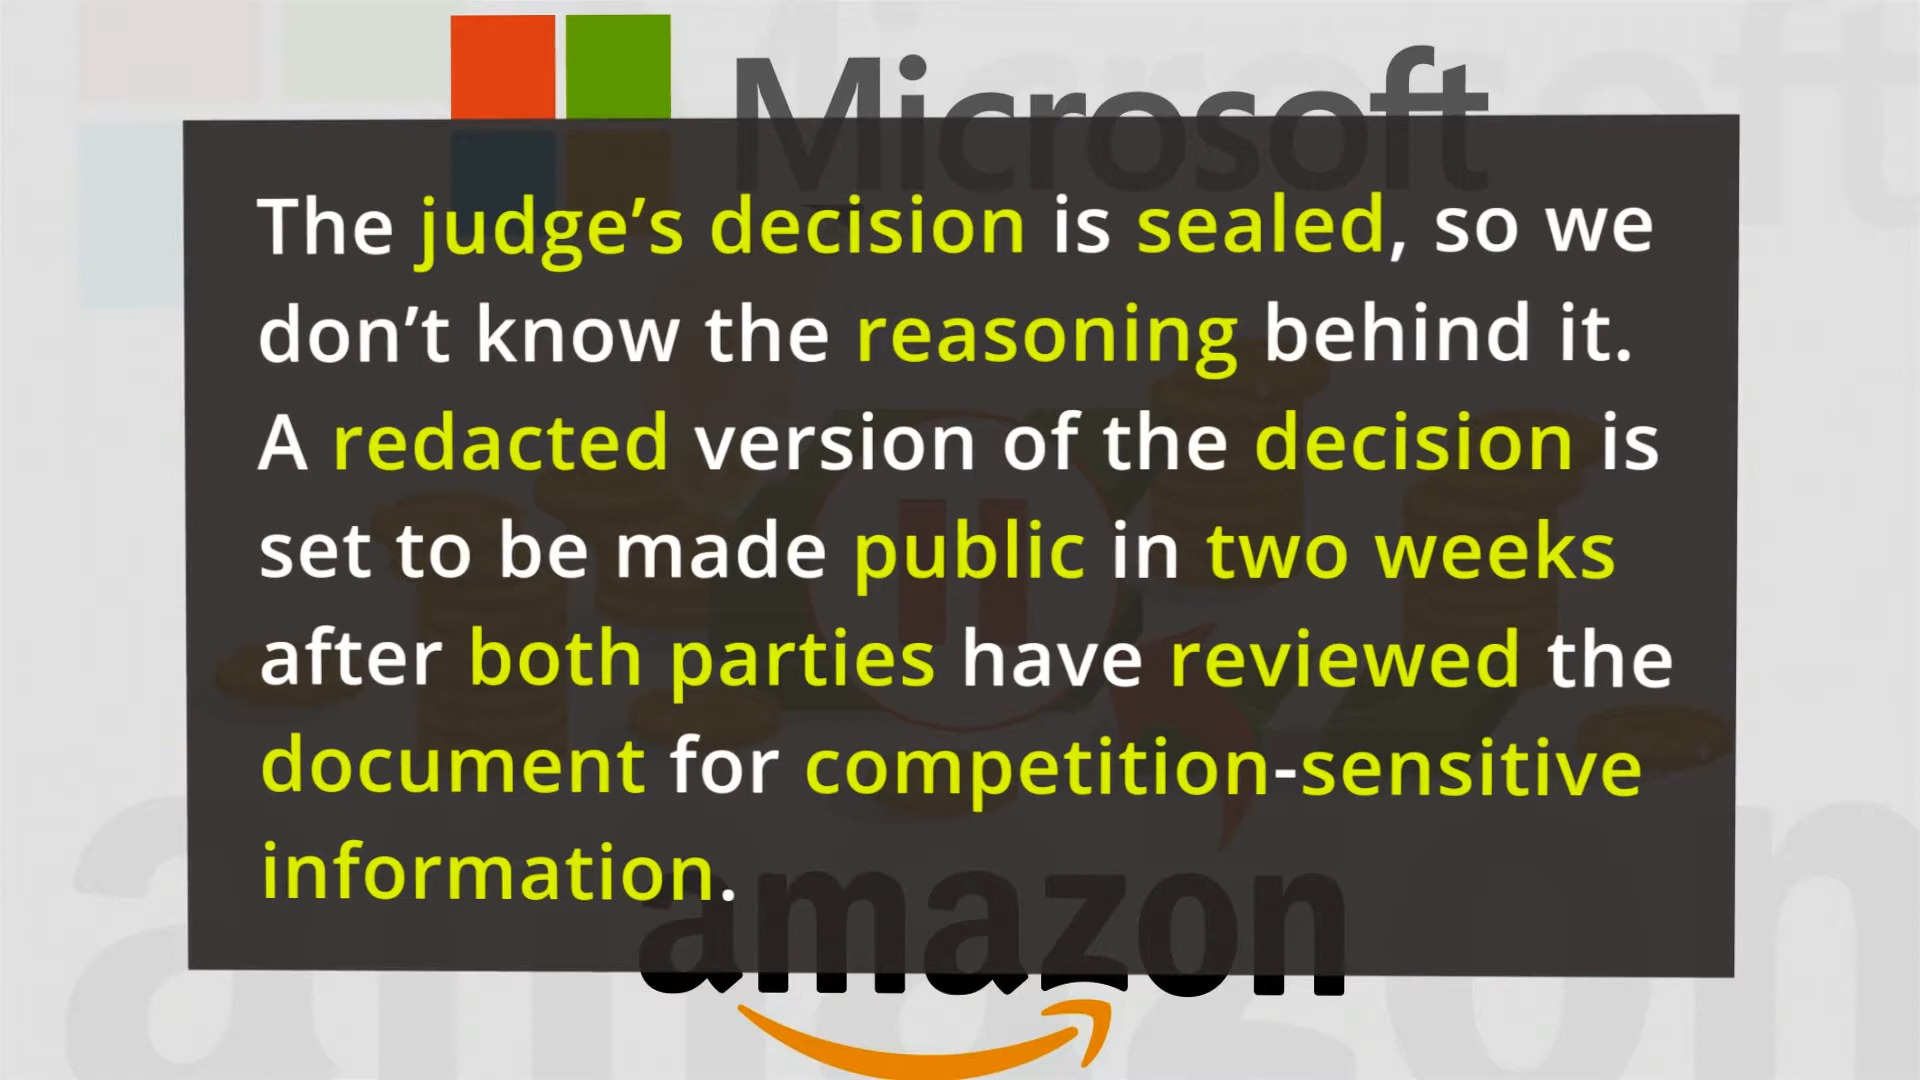 Microsoft
The judge’s decision is sealed, so we
don’t know the reasoning behind it.
A redacted version of the decision is
set to be made public in two weeks
after both parties have reviewed the
document for competition-sensitive
information.
amazon